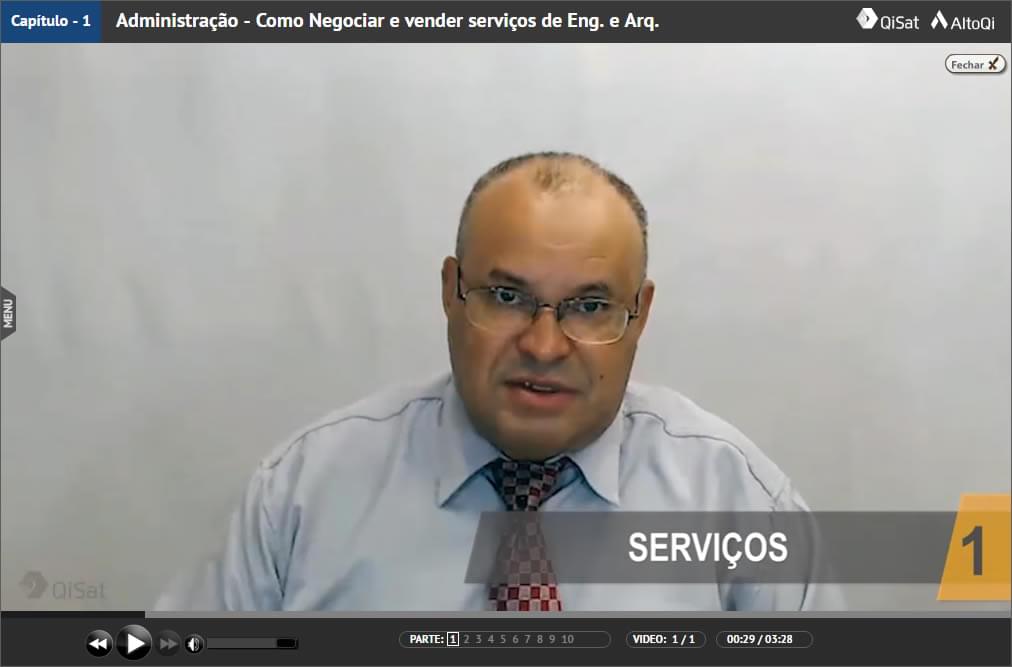 Capítulo - 1
Administração - Como Negociar e vender serviços de Eng. e Arq.
QiSat
AltoQi
Fechar
MENU
SERVIÇOS
1
QiSat
PARTE: 1 2 3 4 5 6 7 8 9 10
VIDEO: 1 / 1
00:29 / 03:28